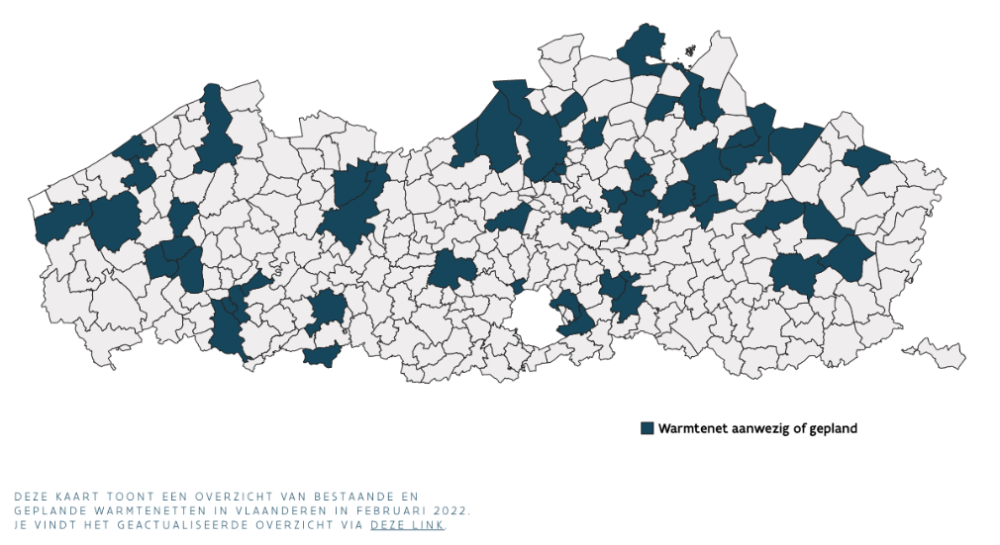 Warmtenet aanwezig of gepland
DEZE KAART TOONT EEN OVERZICHT VAN BESTAANDE EN
GEPLANDE WARMTENETTEN IN VLAANDEREN IN FEBRUARI 2022.
JE VINDT HET GEACTUALISEERDE OVERZICHT VIA DEZE LINK.